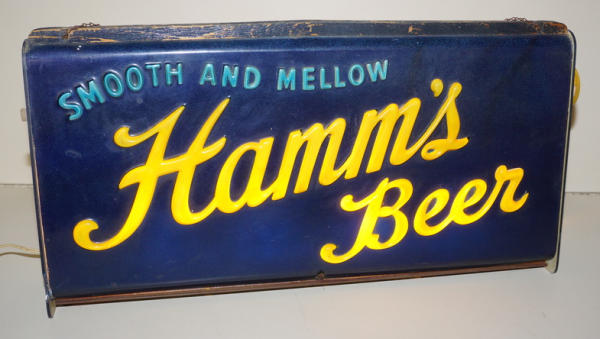 SMOOTH AND MELLOW
Hamm's
Beer